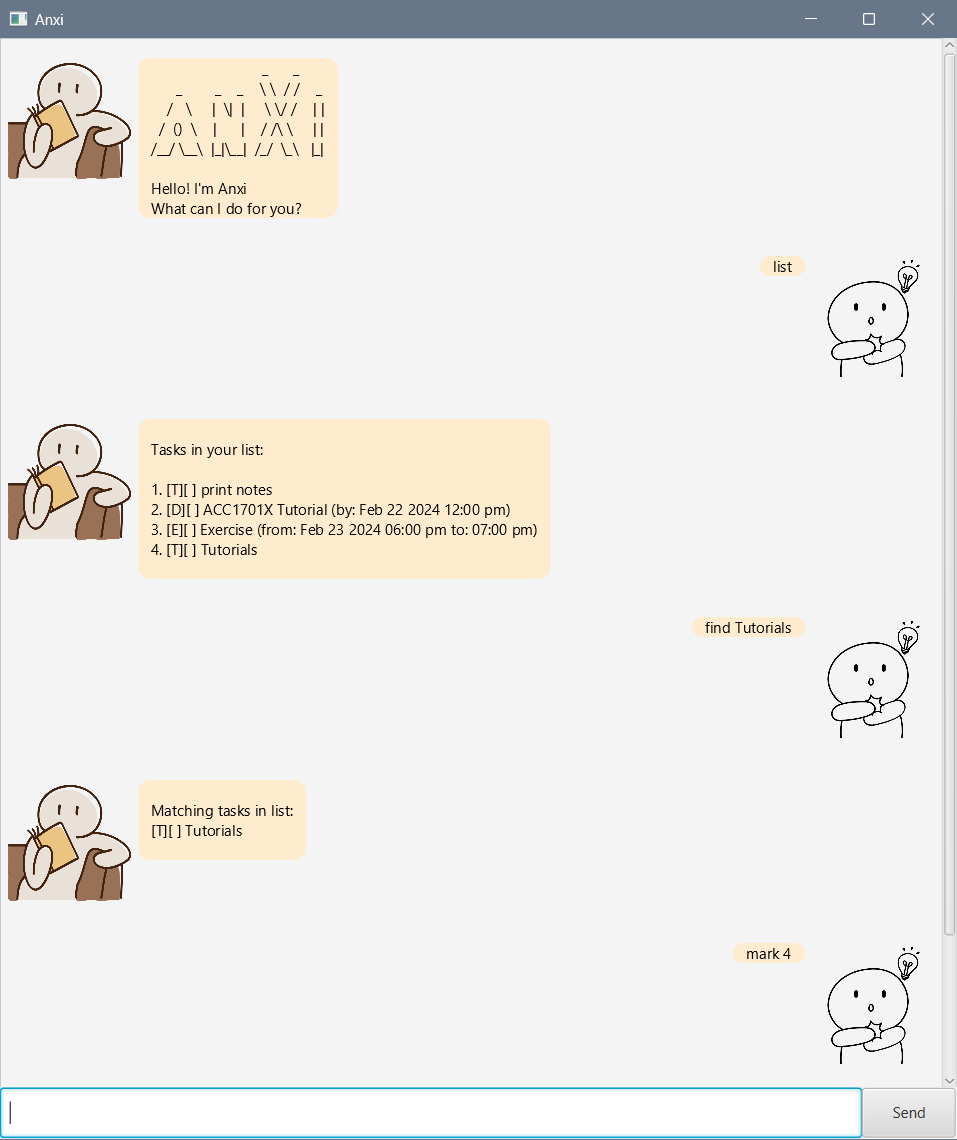 Anxi
Hello! I'm Anxi
What can I do for you?
list
Tasks in your list:
1. [T][ ] print notes
2. [D][ ] ACC1701X Tutorial (by: Feb 22 2024 12:00 pm)
3. [E][ ] Exercise (from: Feb 23 2024 06:00 pm to: 07:00 pm)
4. [T][ ] Tutorials
find Tutorials
Matching tasks in list:
[T][ ] Tutorials
mark 4
Send